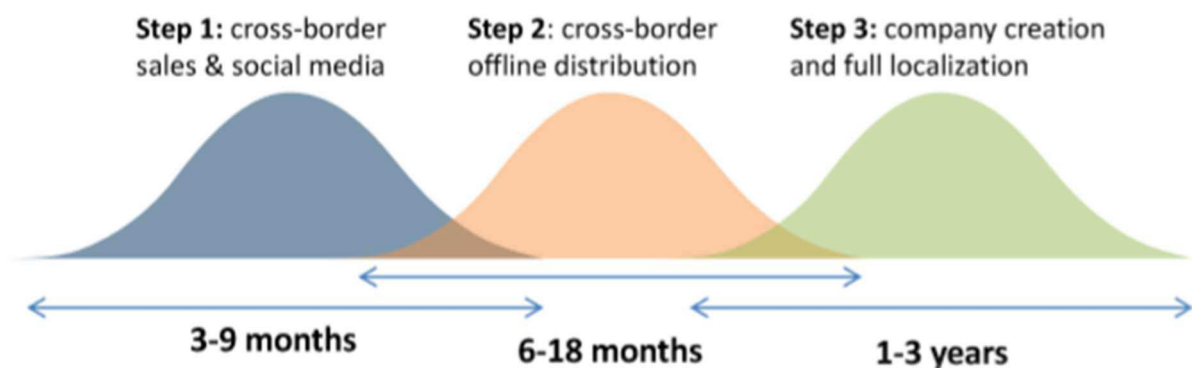 Step 1: cross-border
sales & social media
Step 2: cross-border
offline distribution
Step 3: company creation
and full localization
3-9 months
6-18 months
1-3 years